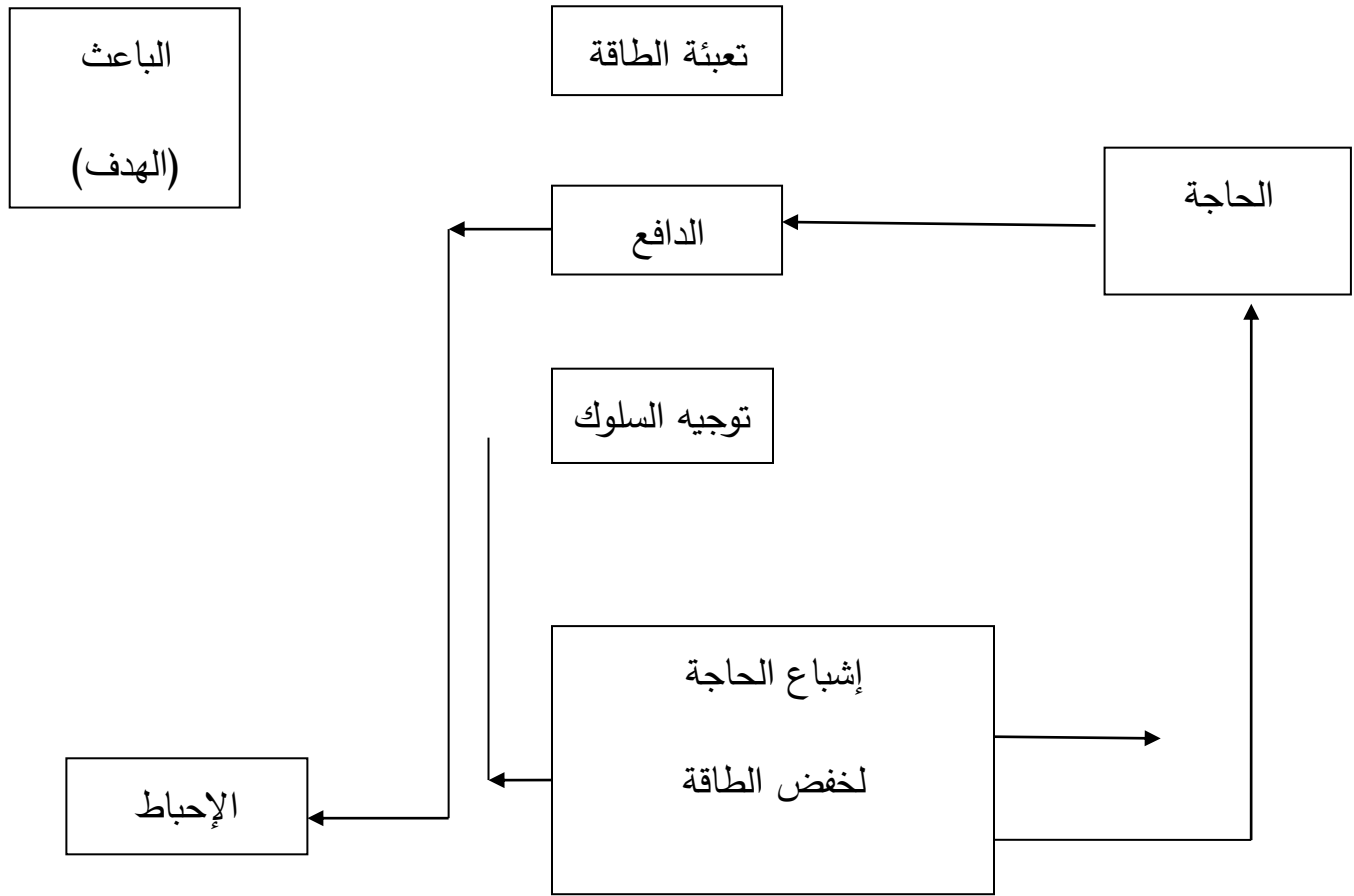 الباعث
(الهدف)
تعبئة الطاقة
الحاجة
الدافع
توجيه السلوك
إشباع الحاجة
لخفض الطاقة
الإحباط